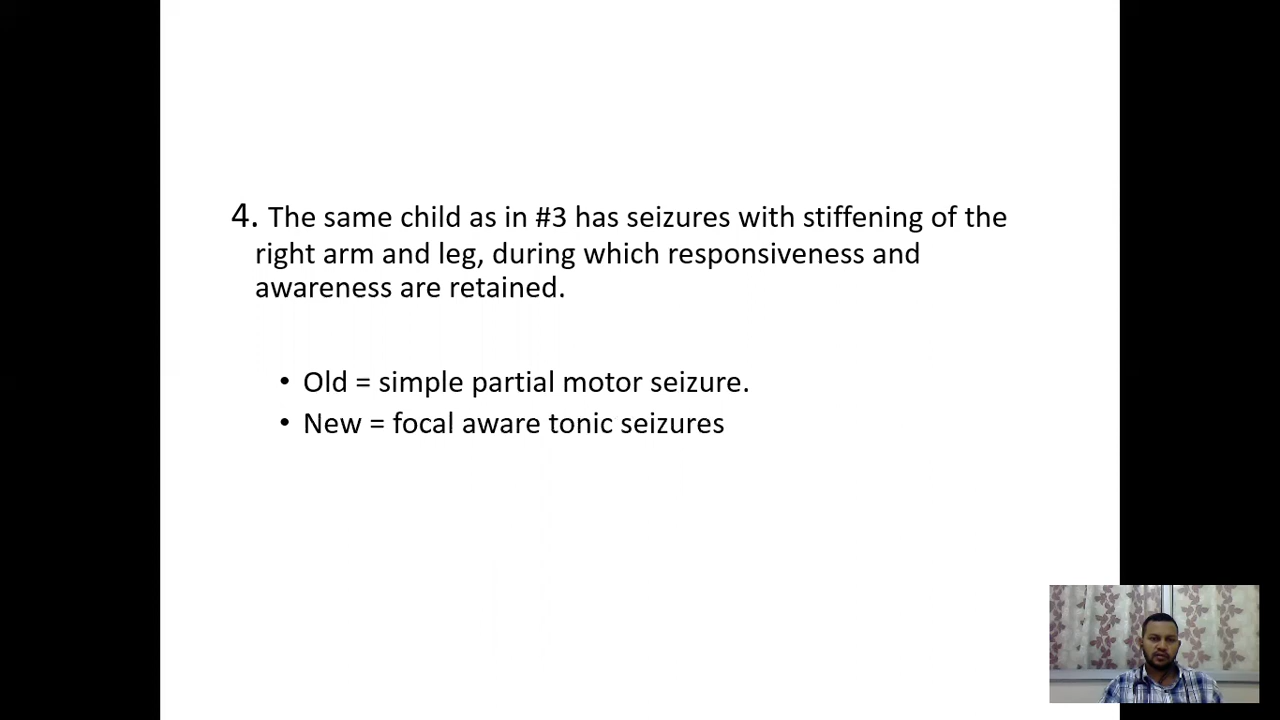 4. The same child as in #3 has seizures with stiffening of the
right arm and leg, during which responsiveness and
awareness are retained.
• Old = simple partial motor seizure.
• New = focal aware tonic seizures